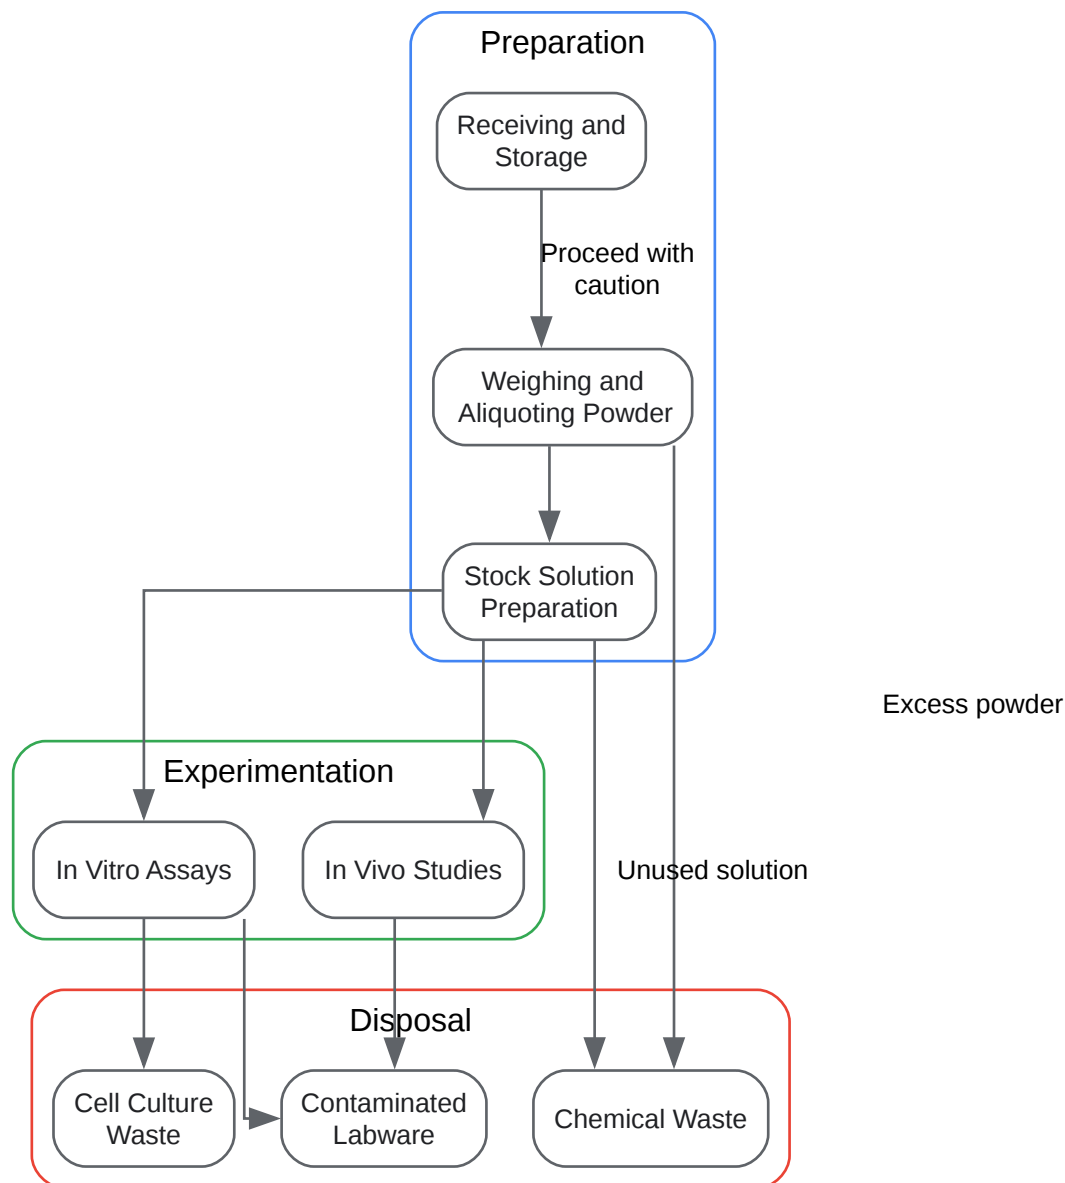 Preparation
Receiving and
Storage
Proceed with
caution
Weighing and
Aliquoting Powder
Stock Solution
Preparation
Excess powder
Experimentation
In Vitro Assays
In Vivo Studies
Unused solution
Disposal
Cell Culture
Waste
Contaminated
Labware
Chemical Waste